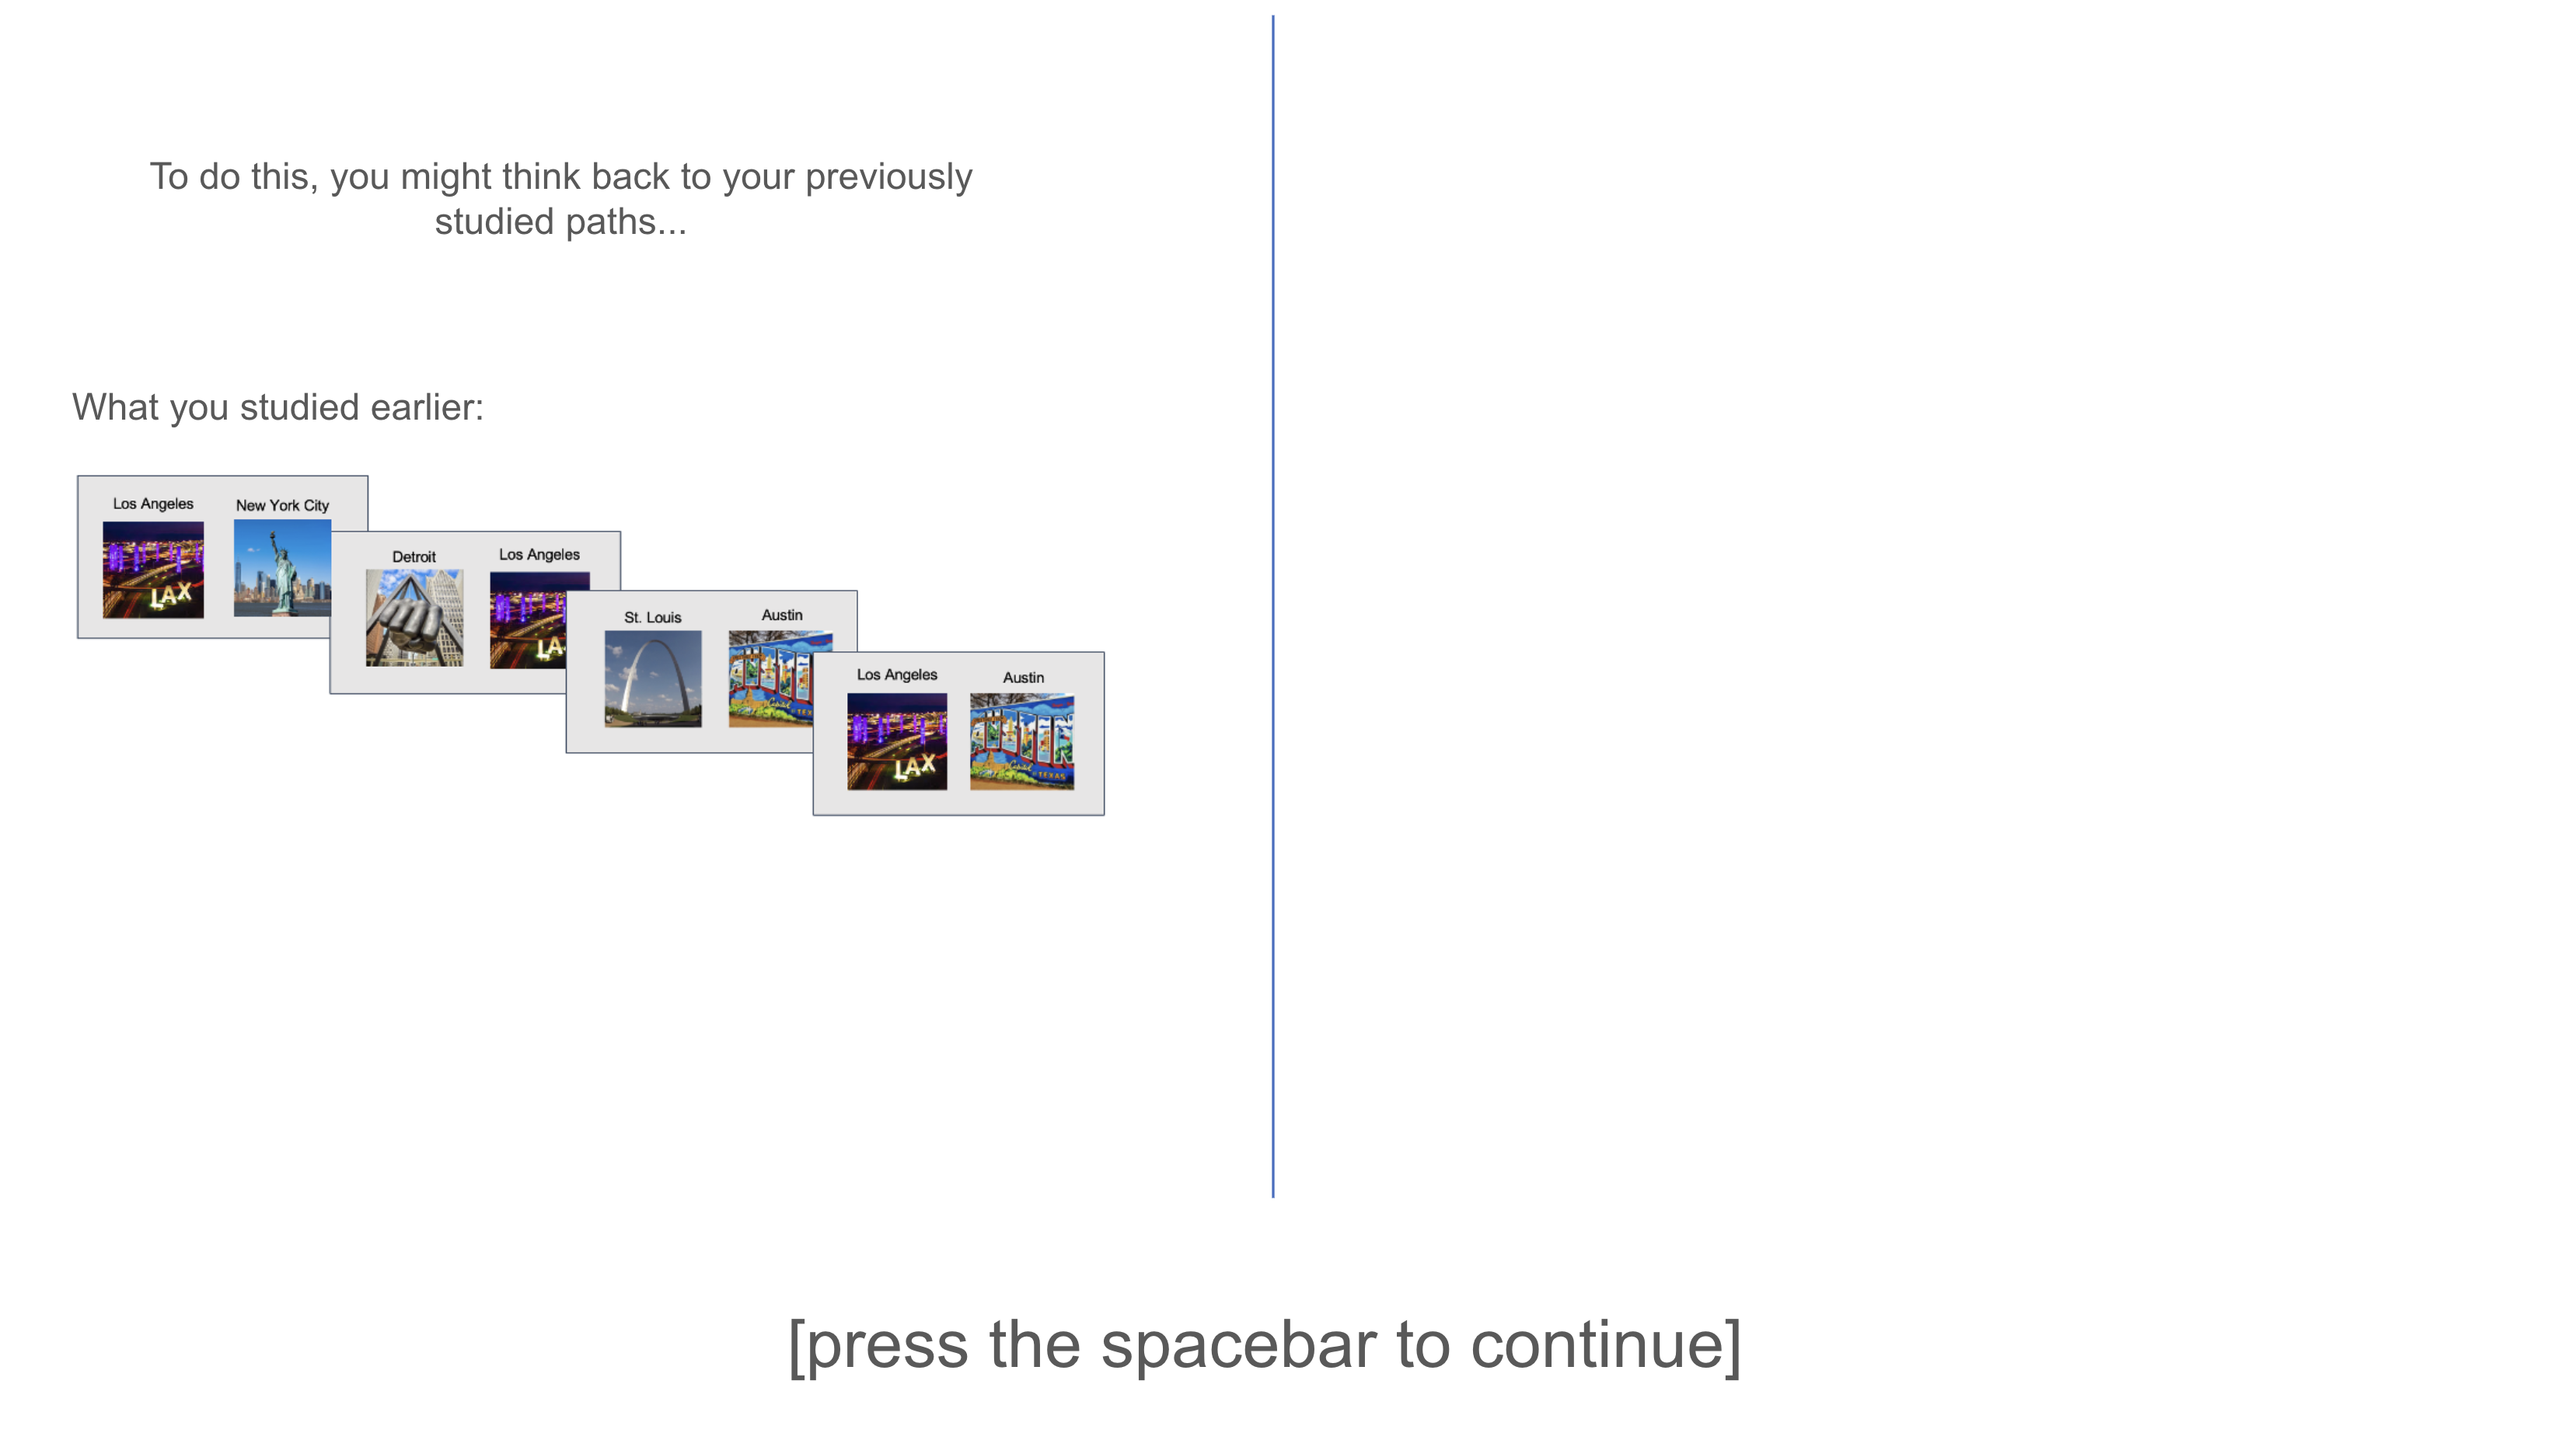 To do this, you might think back to your previously
studied paths...
What you studied earlier:
Los Angeles
New York City
LAX
Detroit
Los Angeles
LA
St. Louis
Austin
Los Angeles
Austin
LAX
AUSTIN
TEXAS
[press the spacebar to continue]